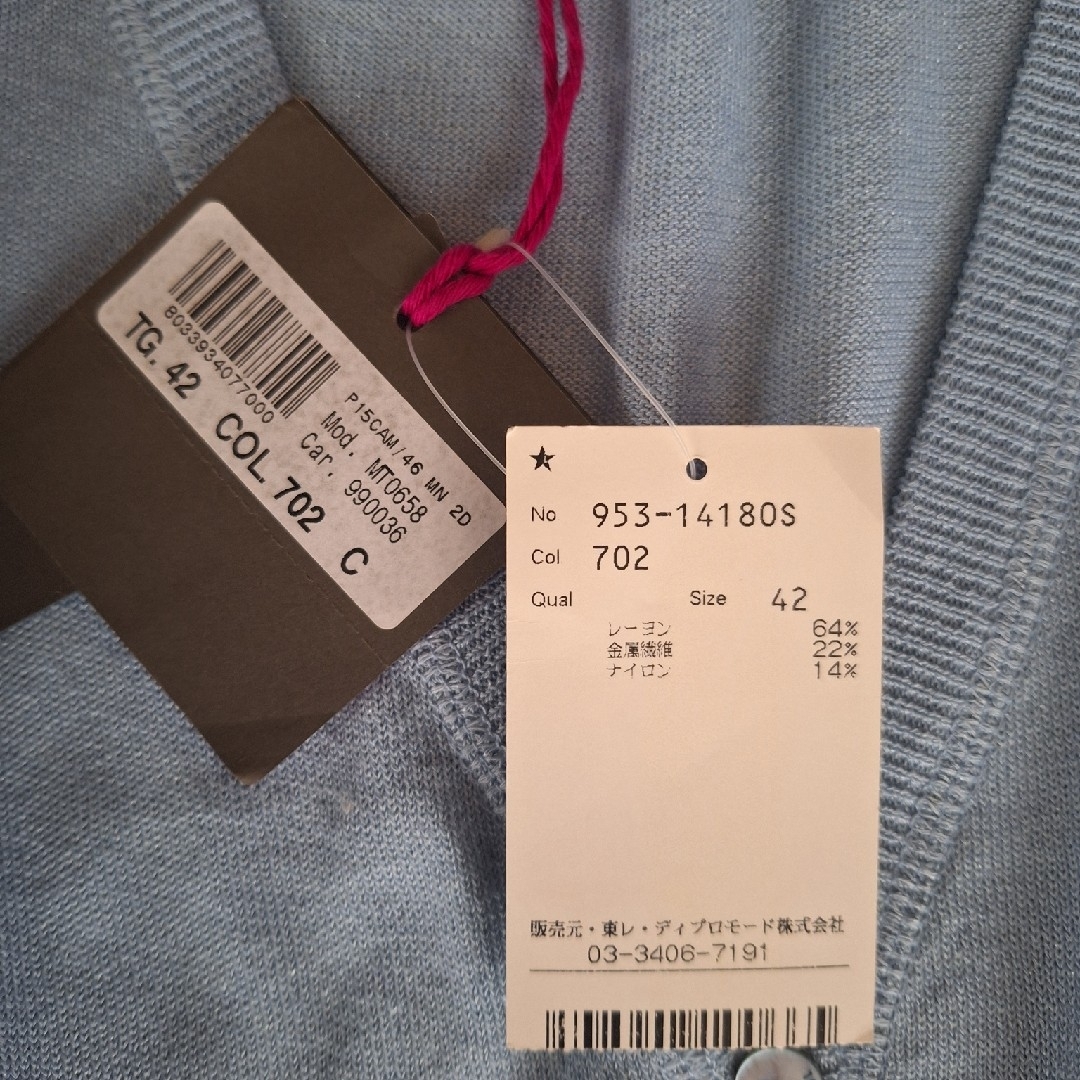 8033934077000
TG. 42 COL 702 C
P15CAM/46 MN 2D
Mod. MT0658
Car. 990036
★
No 953-14180S
Col 702
Qual Size 42
レーヨン 64%
金属繊維 22%
ナイロン 14%
販売元・東レ・ディプロモード株式会社
03-3406-7191